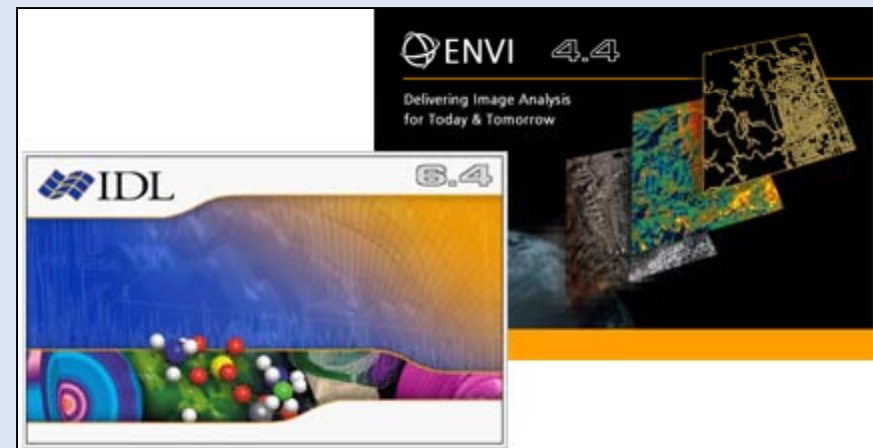 ENVI 4.4
Delivering Image Analysis
for Today & Tomorrow
IDL 6.4